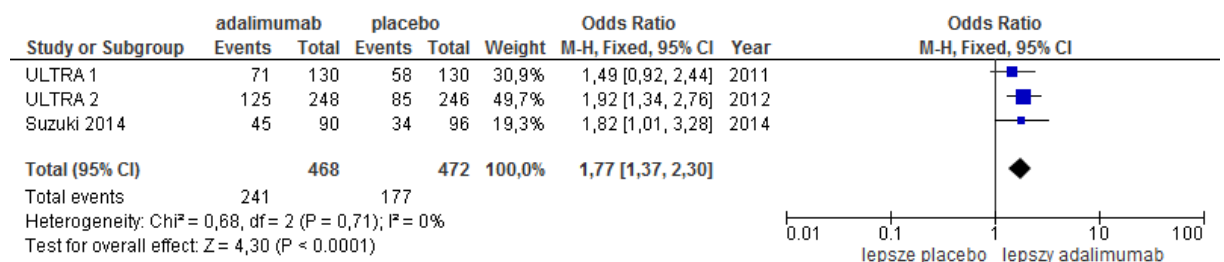 adalimumab placebo Odds Ratio Odds Ratio
Study or Subgroup Events Total Events Total Weight M-H, Fixed, 95% CI Year M-H, Fixed, 95% CI
ULTRA 1 71 130 58 130 30,9% 1,49 [0,92, 2,44] 2011
ULTRA 2 125 248 85 246 49,7% 1,92 [1,34, 2,76] 2012
Suzuki 2014 45 90 34 96 19,3% 1,82 [1,01, 3,28] 2014
Total (95% CI) 468 472 100,0% 1,77 [1,37, 2,30]
Total events 241 177
Heterogeneity: Chi² = 0,68, df = 2 (P = 0,71); I² = 0%
Test for overall effect: Z = 4,30 (P < 0.0001)
0.01 0.1 1 10 100
lepsze placebo lepszy adalimumab